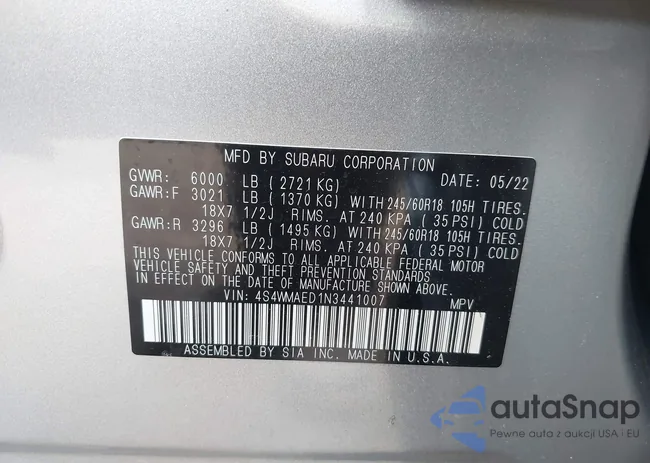 MFD BY SUBARU CORPORATION
GVWR: 6000 LB (2721 KG) DATE: 05/22
GAWR:F 3021 LB (1370 KG) WITH 245/60R18 105H TIRES.
18X7 1/2J RIMS. AT 240 KPA (35 PSI) COLD
GAWR:R 3296 LB (1495 KG) WITH 245/60R18 105H TIRES.
18X7 1/2J RIMS. AT 240 KPA (35 PSI) COLD
THIS VEHICLE CONFORMS TO ALL APPLICABLE FEDERAL MOTOR
VEHICLE SAFETY AND THEFT PREVENTION STANDARDS
IN EFFECT ON THE DATE OF MANUFACTURE SHOWN ABOVE.
VIN: 4S4WMAED1N3441007 MPV
ASSEMBLED BY SIA INC. MADE IN U.S.A.
autoSnap
Pewne auto z aukcji USA i EU